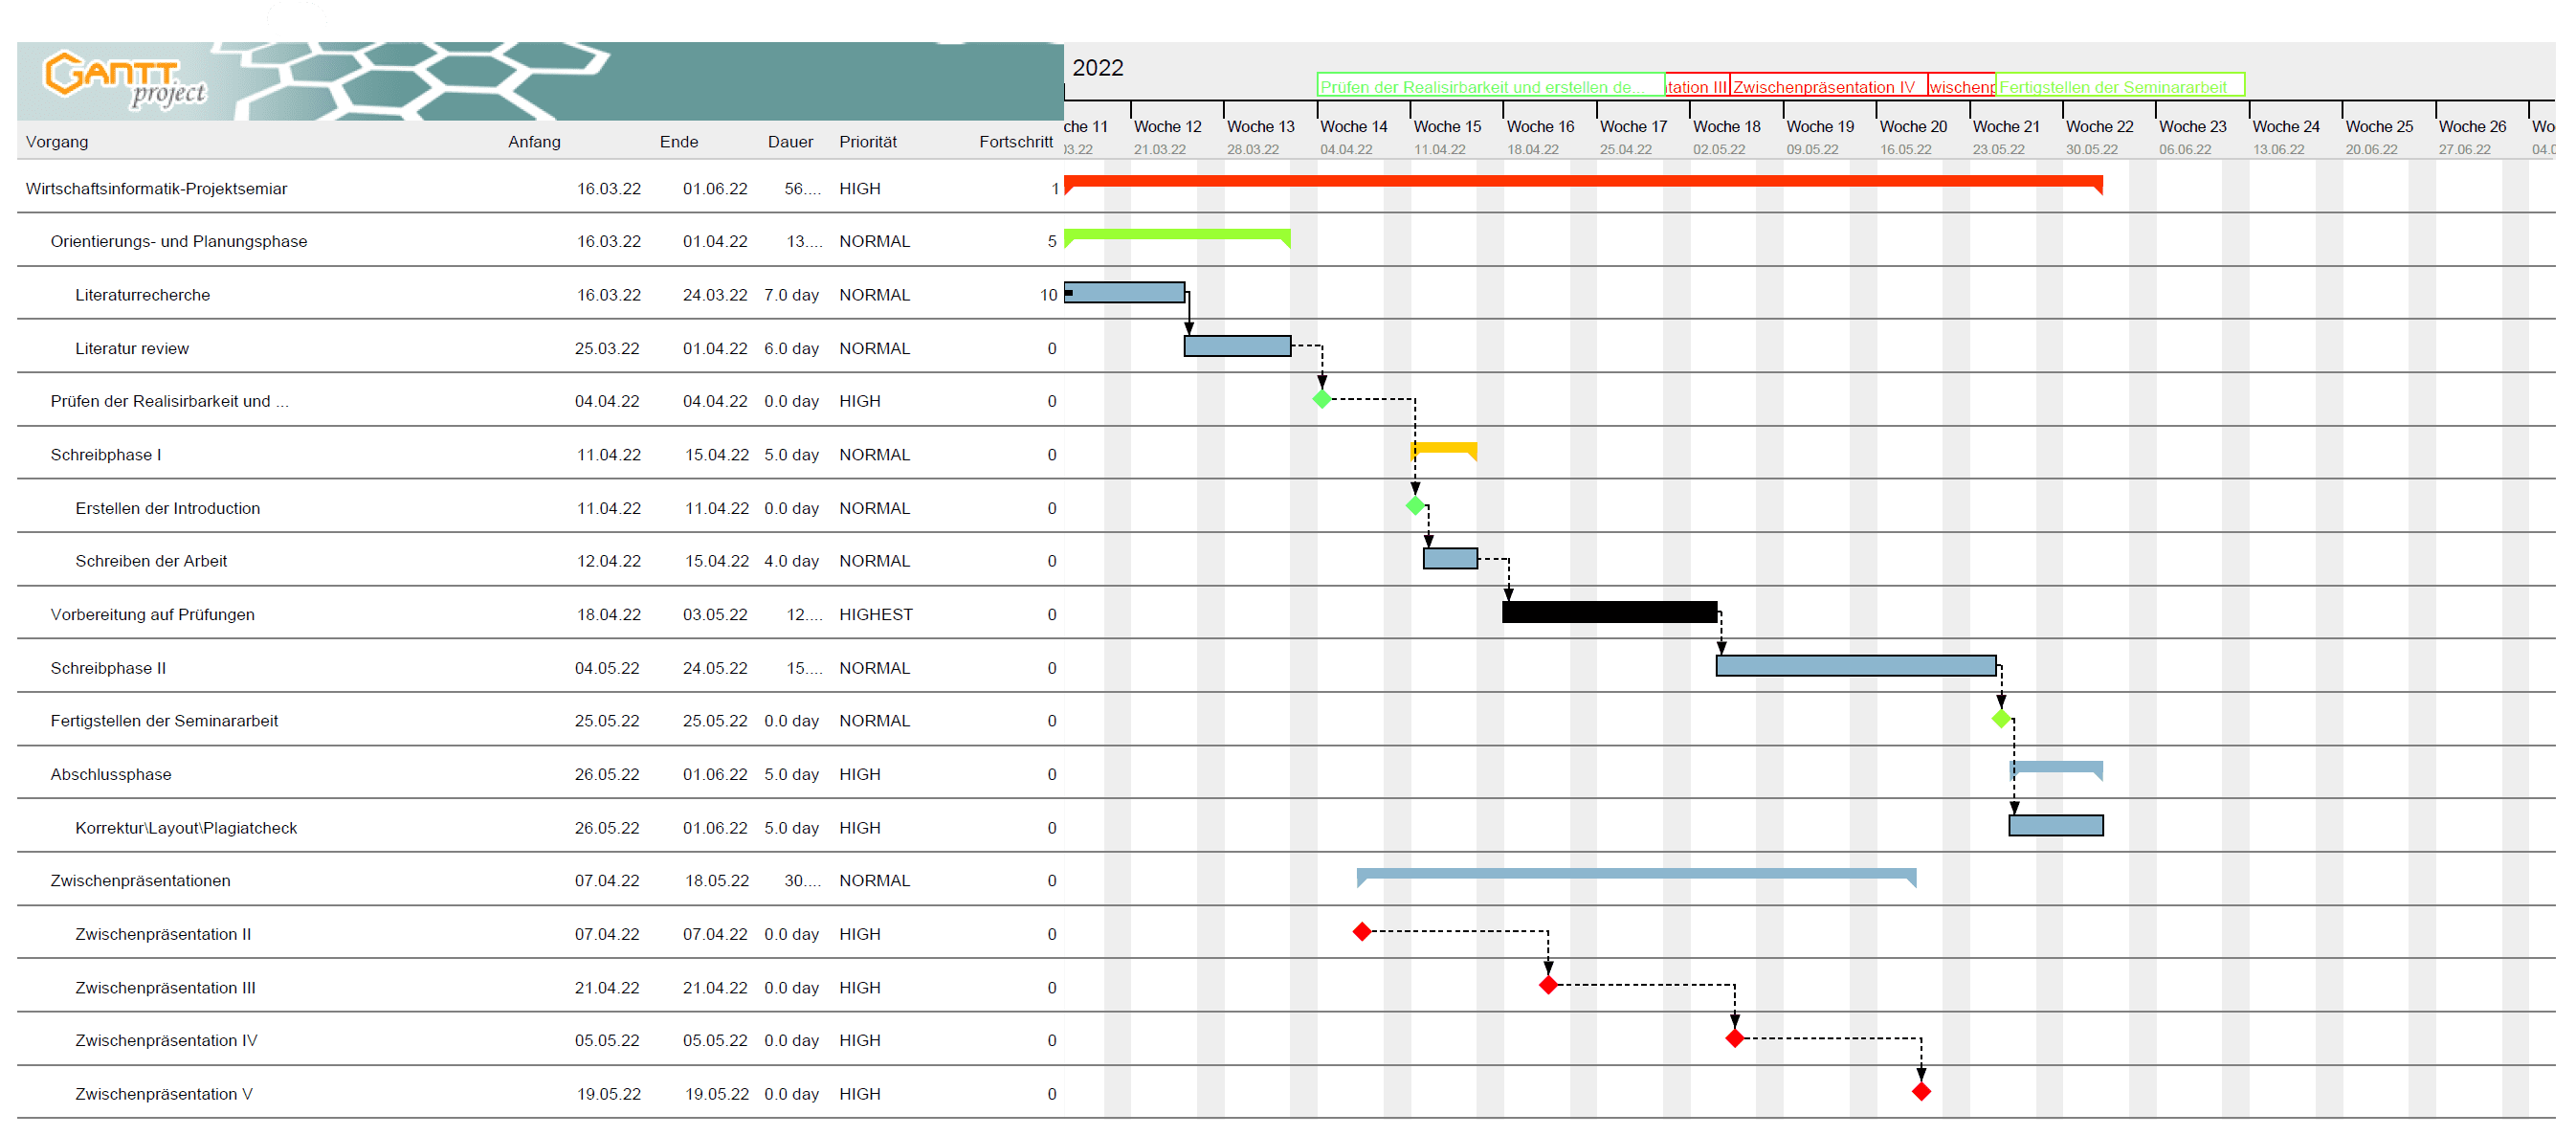 GANTT
project
2022
Prüfen der Realisirbarkeit und erstellen de... tation III Zwischenpräsentation IV wischenp Fertigstellen der Seminararbeit
che 11 Woche 12 Woche 13 Woche 14 Woche 15 Woche 16 Woche 17 Woche 18 Woche 19 Woche 20 Woche 21 Woche 22 Woche 23 Woche 24 Woche 25 Woche 26 Wo
03.22 21.03.22 28.03.22 04.04.22 11.04.22 18.04.22 25.04.22 02.05.22 09.05.22 16.05.22 23.05.22 30.05.22 06.06.22 13.06.22 20.06.22 27.06.22 04.0
Vorgang Anfang Ende Dauer Priorität Fortschritt
Wirtschaftsinformatik-Projektsemiar 16.03.22 01.06.22 56.... HIGH 1
Orientierungs- und Planungsphase 16.03.22 01.04.22 13.... NORMAL 5
Literaturrecherche 16.03.22 24.03.22 7.0 day NORMAL 10
Literatur review 25.03.22 01.04.22 6.0 day NORMAL 0
Prüfen der Realisirbarkeit und ... 04.04.22 04.04.22 0.0 day HIGH 0
Schreibphase I 11.04.22 15.04.22 5.0 day NORMAL 0
Erstellen der Introduction 11.04.22 11.04.22 0.0 day NORMAL 0
Schreiben der Arbeit 12.04.22 15.04.22 4.0 day NORMAL 0
Vorbereitung auf Prüfungen 18.04.22 03.05.22 12.... HIGHEST 0
Schreibphase II 04.05.22 24.05.22 15.... NORMAL 0
Fertigstellen der Seminararbeit 25.05.22 25.05.22 0.0 day NORMAL 0
Abschlussphase 26.05.22 01.06.22 5.0 day HIGH 0
Korrektur\Layout\Plagiatcheck 26.05.22 01.06.22 5.0 day HIGH 0
Zwischenpräsentationen 07.04.22 18.05.22 30.... NORMAL 0
Zwischenpräsentation II 07.04.22 07.04.22 0.0 day HIGH 0
Zwischenpräsentation III 21.04.22 21.04.22 0.0 day HIGH 0
Zwischenpräsentation IV 05.05.22 05.05.22 0.0 day HIGH 0
Zwischenpräsentation V 19.05.22 19.05.22 0.0 day HIGH 0